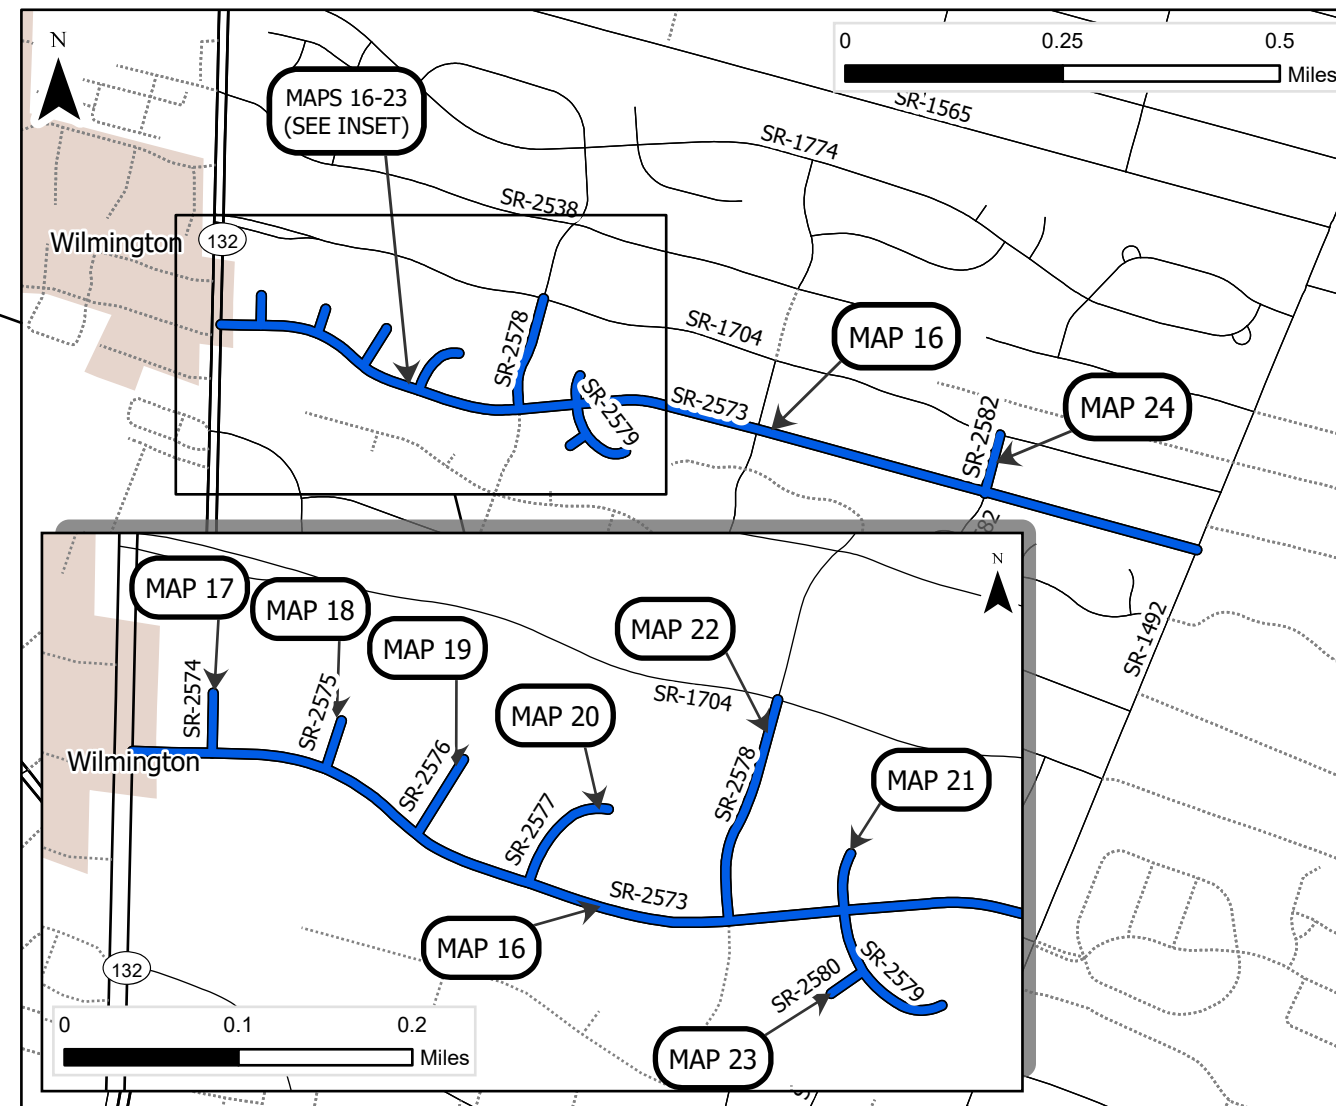 N
0 0.25 0.5
Miles
MAPS 16-23
(SEE INSET)
SR-1565
SR-1774
SR-2538
Wilmington
132
SR-1704
MAP 16
SR-2578
SR-2573
SR-2579
SR-2582
MAP 24
82
SR-1492
N
MAP 17
MAP 18
MAP 19
MAP 22
MAP 20
MAP 21
SR-2574
SR-2575
SR-2576
SR-2577
SR-1704
SR-2578
Wilmington
SR-2573
MAP 16
SR-2580
SR-2579
132
MAP 23
0 0.1 0.2
Miles